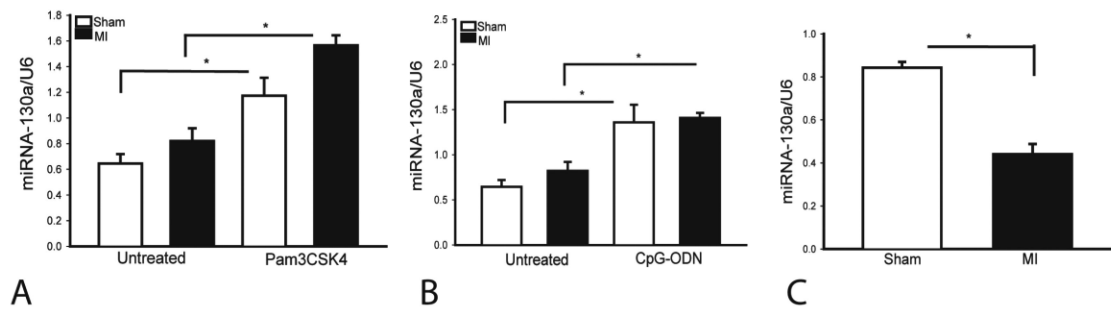 Sham
MI
miRNA-130a/U6
1.8
1.6
1.4
1.2
1.0
0.8
0.6
0.4
0.2
0.0
*
*
Untreated Pam3CSK4
A
Sham
MI
miRNA-130a/U6
2.5
2.0
1.5
1.0
0.5
0.0
*
*
Untreated CpG-ODN
B
miRNA-130a/U6
1.0
0.8
0.6
0.4
0.2
0.0
*
Sham MI
C